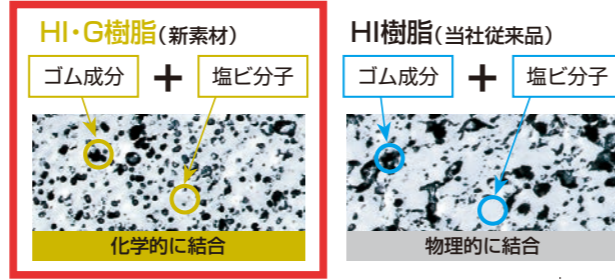 HI・G樹脂(新素材)
ゴム成分 + 塩ビ分子
化学的に結合
HI樹脂(当社従来品)
ゴム成分 + 塩ビ分子
物理的に結合